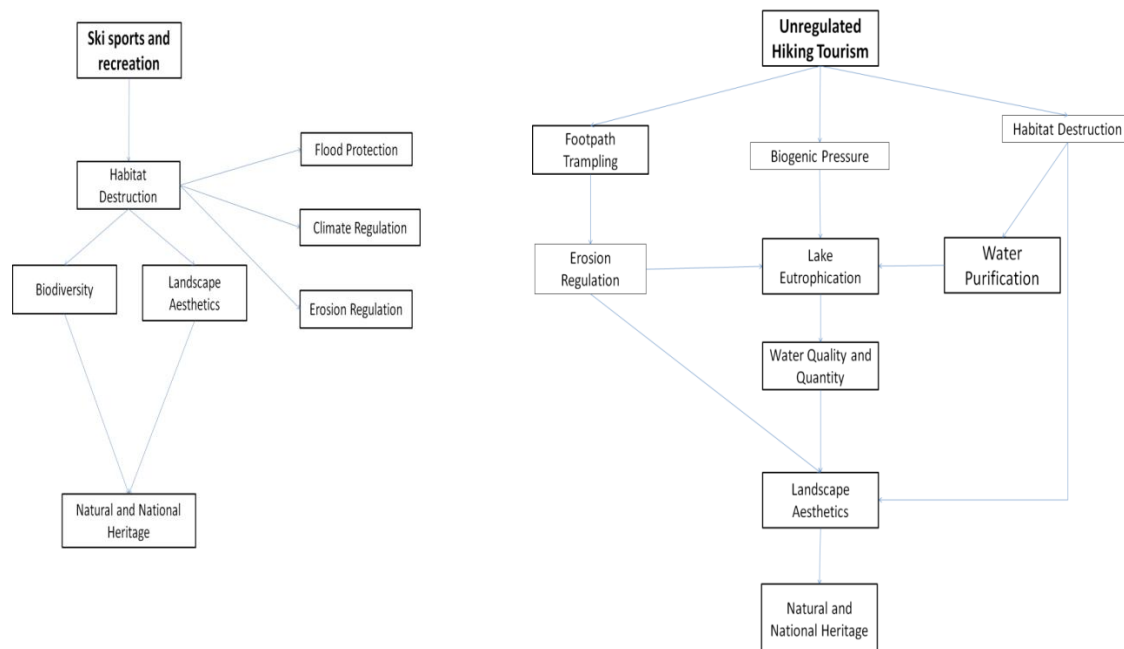 Ski sports and
recreation
Habitat
Destruction
Flood Protection
Climate Regulation
Erosion Regulation
Biodiversity
Landscape
Aesthetics
Natural and National
Heritage
Unregulated
Hiking Tourism
Footpath
Trampling
Biogenic Pressure
Habitat Destruction
Erosion
Regulation
Lake
Eutrophication
Water
Purification
Water Quality and
Quantity
Landscape
Aesthetics
Natural and
National Heritage